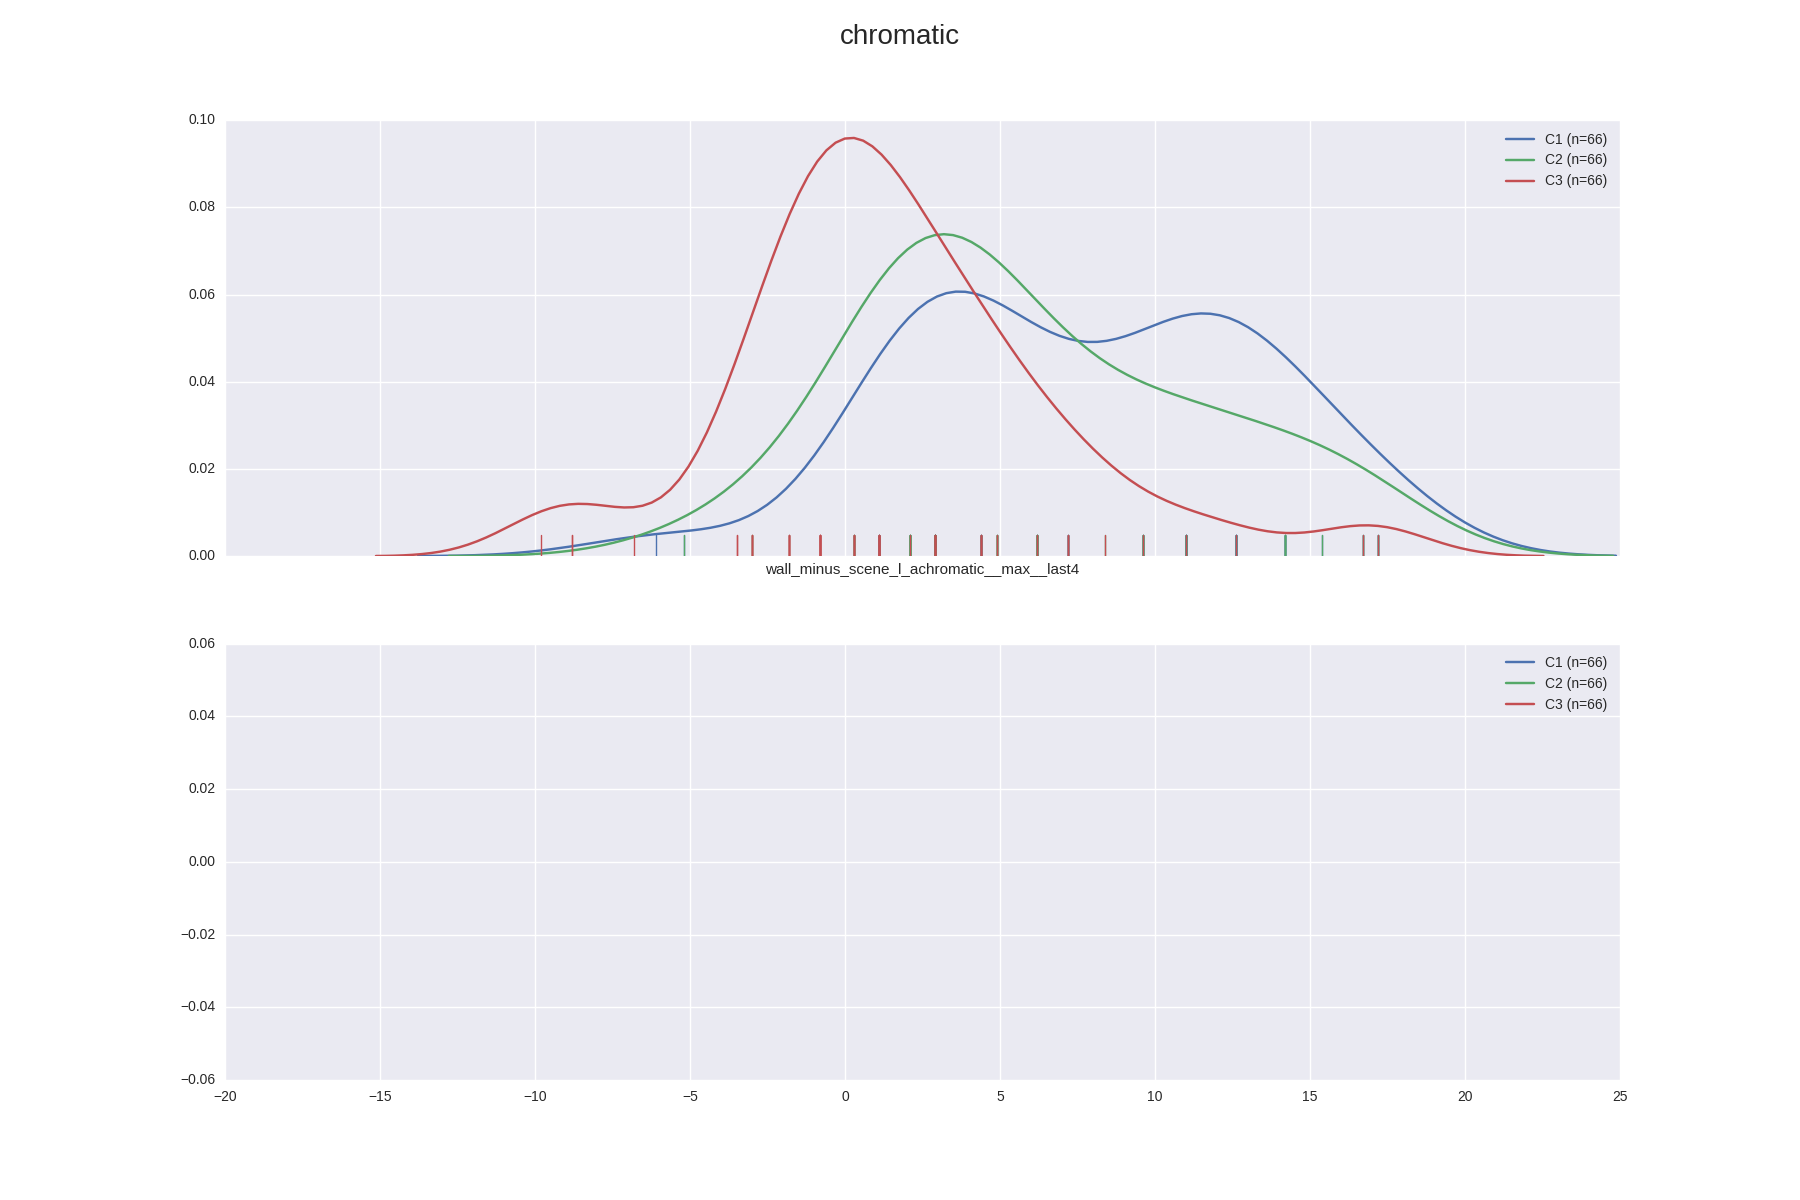 chromatic
0.10
0.08
0.06
0.04
0.02
0.00
C1 (n=66)
C2 (n=66)
C3 (n=66)
wall_minus_scene_l_achromatic__max__last4
0.06
0.04
0.02
0.00
−0.02
−0.04
−0.06
C1 (n=66)
C2 (n=66)
C3 (n=66)
−20 −15 −10 −5 0 5 10 15 20 25